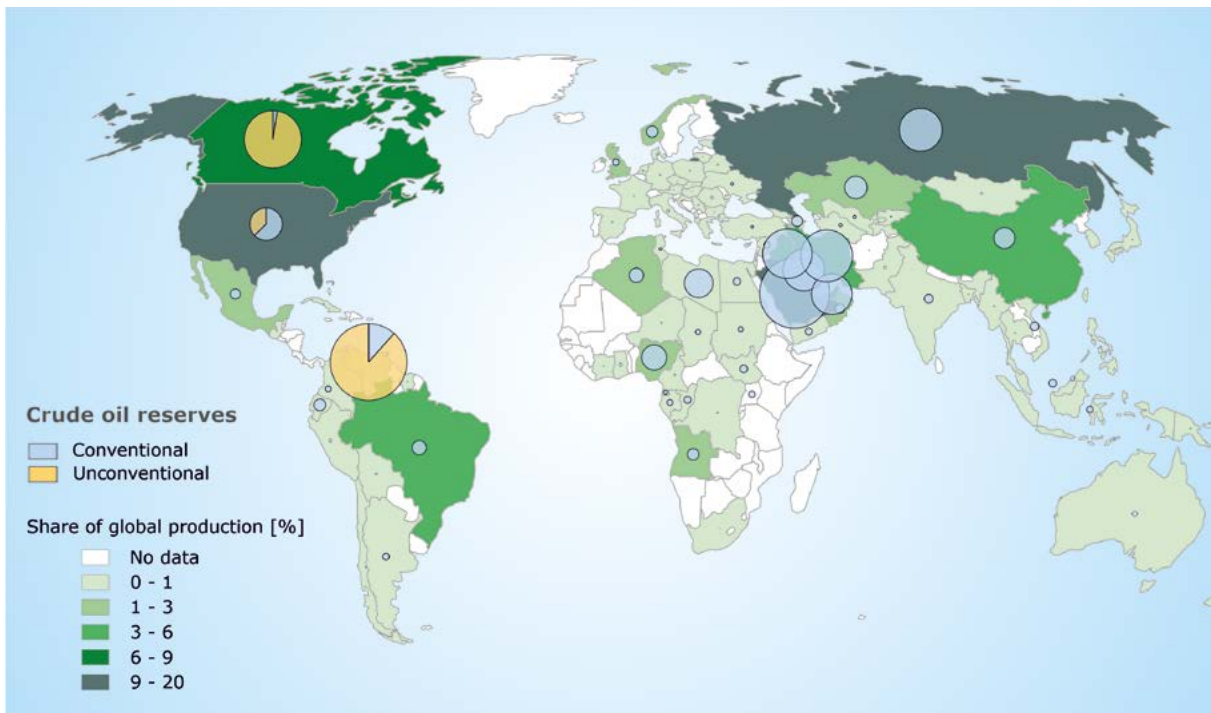 Crude oil reserves
Conventional
Unconventional
Share of global production [%]
No data
0 - 1
1 - 3
3 - 6
6 - 9
9 - 20